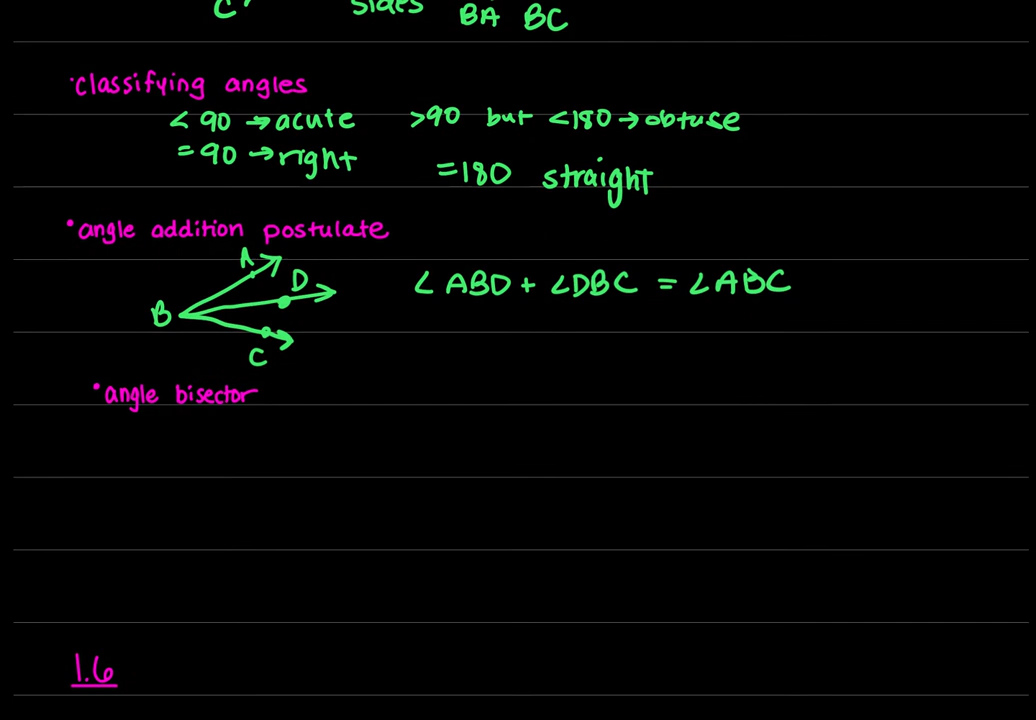 C sides BA BC
·classifying angles
< 90 → acute >90 but <180 → obtuse
= 90 → right =180 straight
•angle addition postulate
A
D ∠ABD + ∠DBC = ∠ABC
B
C
•angle bisector
1.6